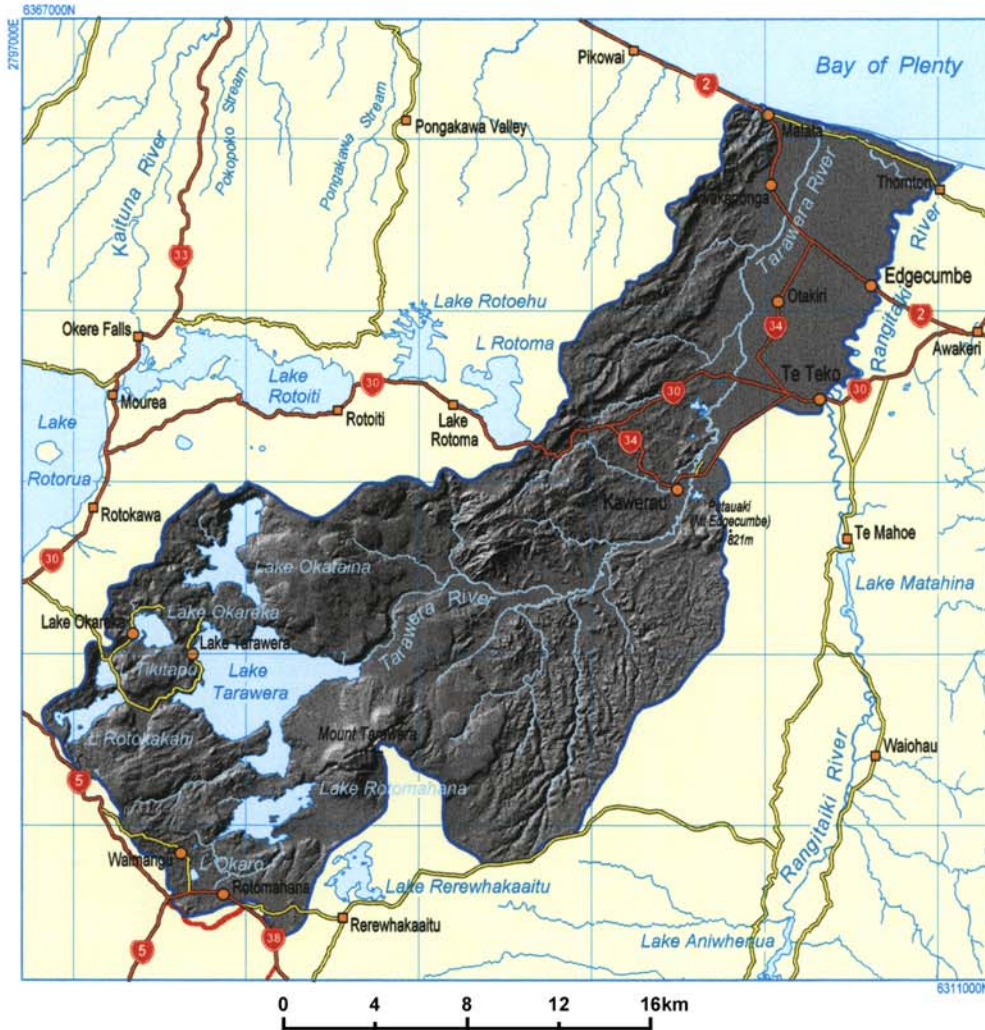 6367000N
2797000E
Pikowai
2
Bay of Plenty
Pokopoko Stream
Pongakawa Stream
Pongakawa Valley
Matata
Kaituna River
Thornton
Awakaponga
Tarawera River
33
Edgecumbe
Lake Rotoehu
Otakiri
River
Rangitaiki
2
Okere Falls
L Rotoma
34
Awakeri
Lake
Rotoiti
30
30
Te Teko
30
Mourea
Rotoiti
Lake
Rotoma
Lake
Rotorua
34
Kawerau
Putauaki
(Mt Edgecumbe)
821m
Rotokawa
Te Mahoe
30
Lake Okataina
Lake Matahina
Tarawera River
Lake Okareka
Lake Okareka
Lake Tarawera
Tikitapu
Lake
Tarawera
Mount Tarawera
L Rotokakahi
Waiohau
5
Lake Rotomahana
Rangitaiki River
Waimangu
L Okaro
Rotomahana
Lake Rerewhakaaitu
Rerewhakaaitu
38
5
Lake Aniwhenua
6311000N
0 4 8 12 16km